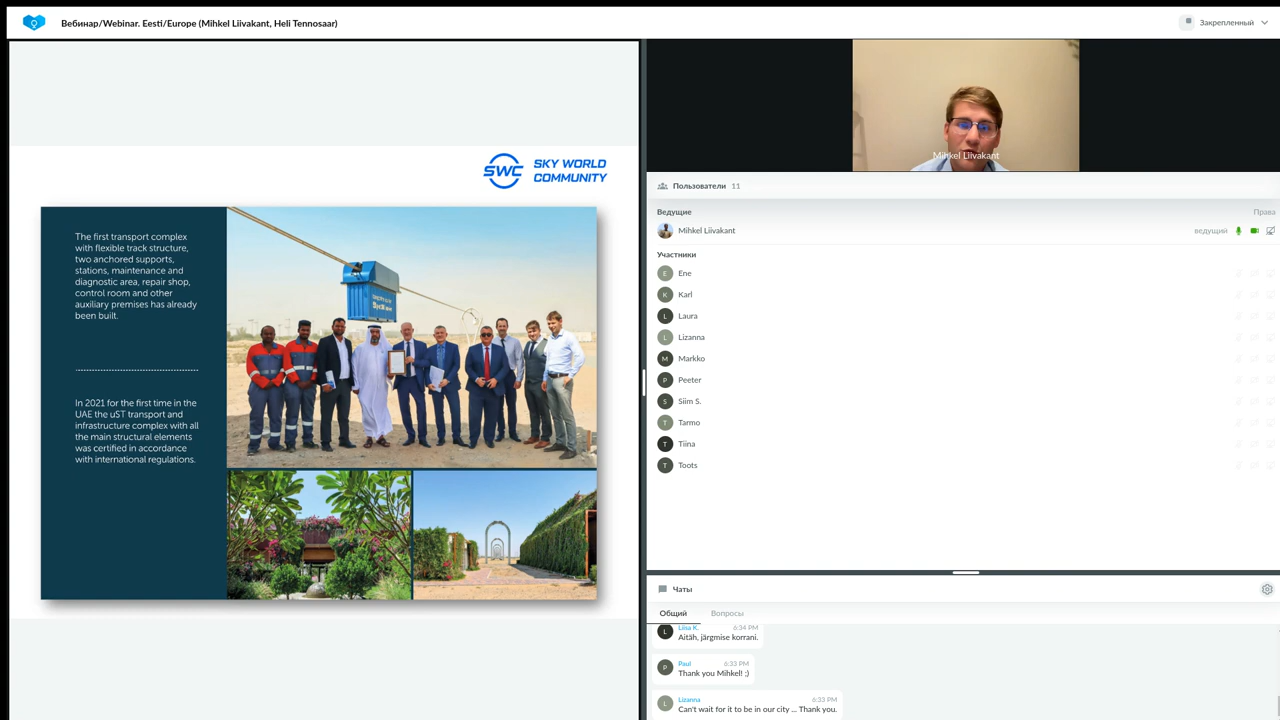 Вебинар/Webinar. Eesti/Europe (Mihkel Liivakant, Heli Tennosaar)
Закрепленный
SWC SKY WORLD
COMMUNITY
The first transport complex
with flexible track structure,
two anchored supports,
stations, maintenance and
diagnostic area, repair shop,
control room and other
auxiliary premises has already
been built.
In 2021 for the first time in the
UAE the uST transport and
infrastructure complex with all
the main structural elements
was certified in accordance
with international regulations.
Mihkel Liivakant
Пользователи 11
Ведущие Права
Mihkel Liivakant ведущий
Участники
E Ene
K Karl
L Laura
L Lizanna
M Markko
P Peeter
S Siim S.
T Tarmo
T Tiina
T Toots
Чаты
Общий Вопросы
Liisa K 6:34 PM
L Aitäh, järgmise korrani.
Paul 6:33 PM
P Thank you Mihkel! ;)
Lizanna 6:33 PM
L Can't wait for it to be in our city ... Thank you.